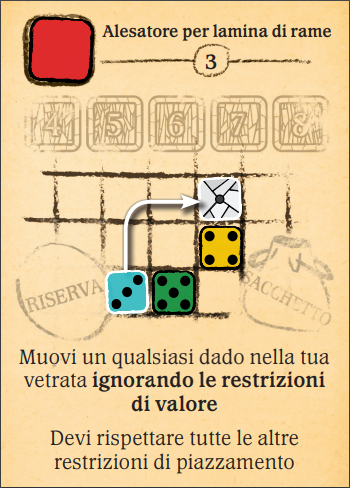 Alesatore per lamina di rame
3
4 5 6 7 8
RISERVA
SACCHETTO
Muovi un qualsiasi dado nella tua
vetrata ignorando le restrizioni
di valore
Devi rispettare tutte le altre
restrizioni di piazzamento